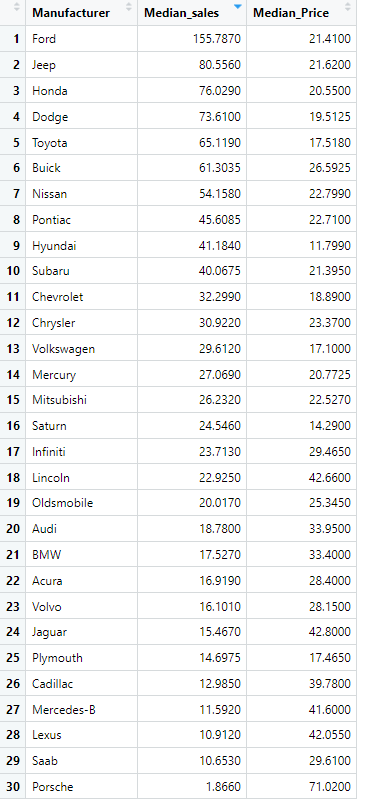 Manufacturer Median_sales Median_Price
1 Ford 155.7870 21.4100
2 Jeep 80.5560 21.6200
3 Honda 76.0290 20.5500
4 Dodge 73.6100 19.5125
5 Toyota 65.1190 17.5180
6 Buick 61.3035 26.5925
7 Nissan 54.1580 22.7990
8 Pontiac 45.6085 22.7100
9 Hyundai 41.1840 11.7990
10 Subaru 40.0675 21.3950
11 Chevrolet 32.2990 18.8900
12 Chrysler 30.9220 23.3700
13 Volkswagen 29.6120 17.1000
14 Mercury 27.0690 20.7725
15 Mitsubishi 26.2320 22.5270
16 Saturn 24.5460 14.2900
17 Infiniti 23.7130 29.4650
18 Lincoln 22.9250 42.6600
19 Oldsmobile 20.0170 25.3450
20 Audi 18.7800 33.9500
21 BMW 17.5270 33.4000
22 Acura 16.9190 28.4000
23 Volvo 16.1010 28.1500
24 Jaguar 15.4670 42.8000
25 Plymouth 14.6975 17.4650
26 Cadillac 12.9850 39.7800
27 Mercedes-B 11.5920 41.6000
28 Lexus 10.9120 42.0550
29 Saab 10.6530 29.6100
30 Porsche 1.8660 71.0200